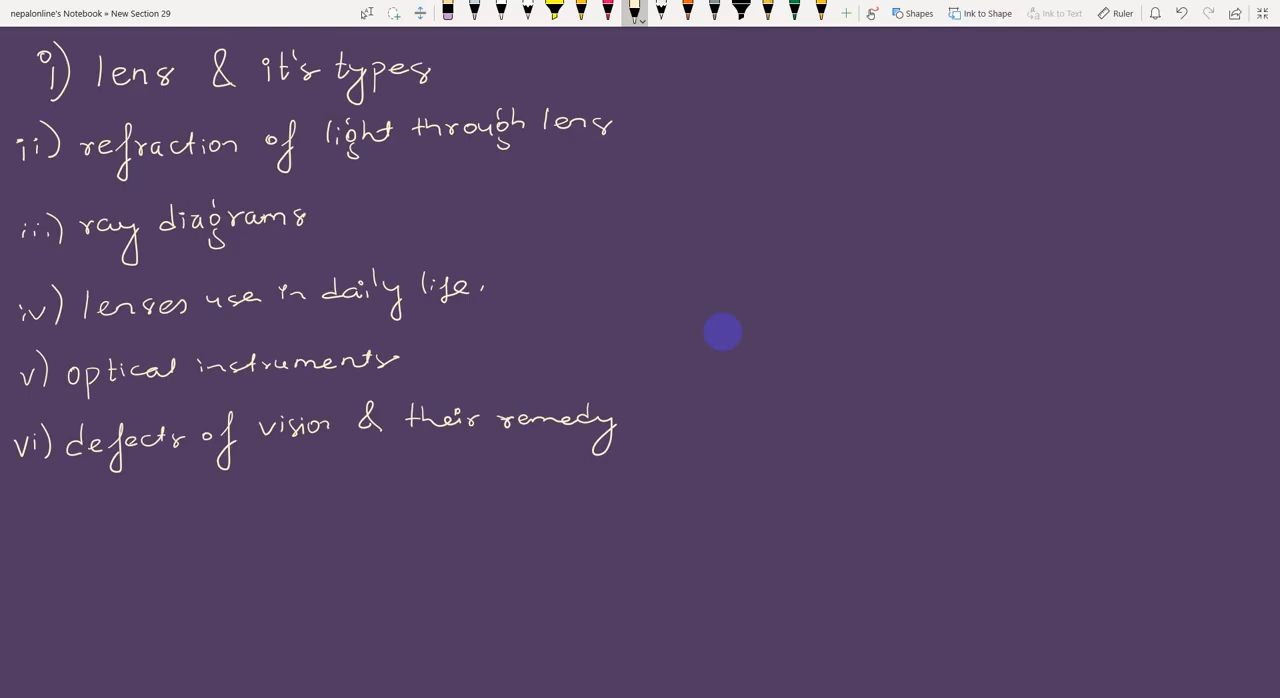 nepalonline's Notebook » New Section 29
Shapes Ink to Shape Ink to Text Ruler
i) lens & it's types
ii) refraction of light through lens
iii) ray diagrams
iv) lenses use in daily life.
v) optical instruments
vi) defects of vision & their remedy